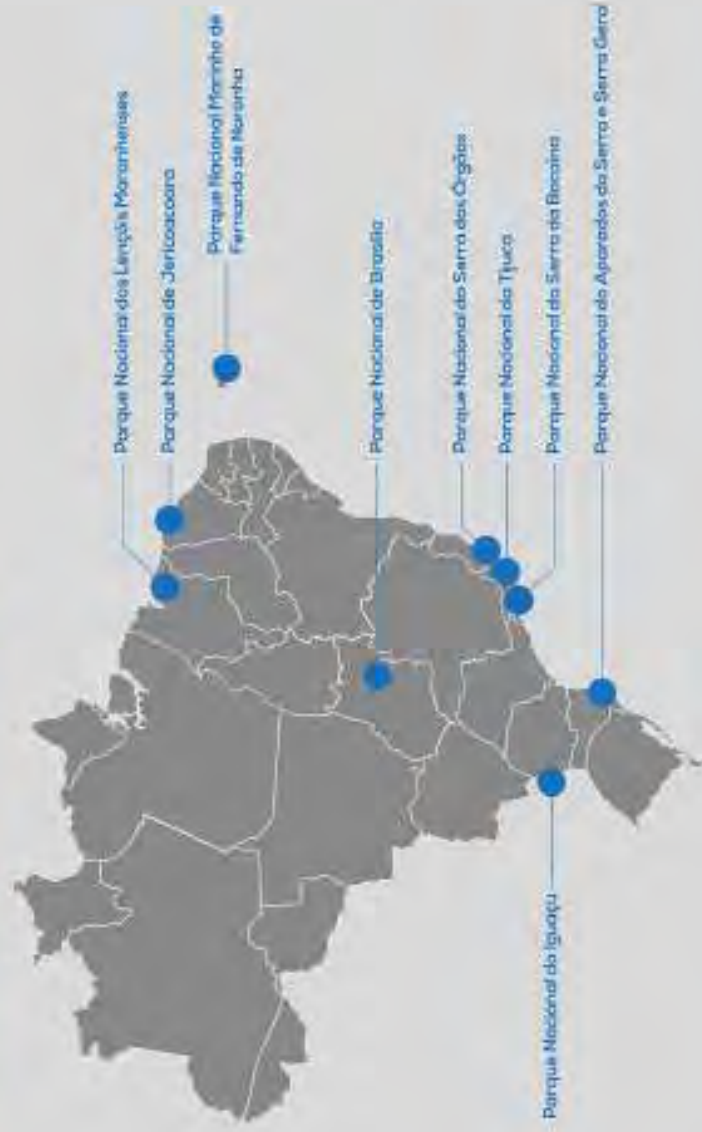 Parque Nacional dos Lençóis Maranhenses
Parque Nacional de Jericoacoara
Parque Nacional Marinho de
Fernando de Noronha
Parque Nacional de Brasília
Parque Nacional da Serra dos Órgãos
Parque Nacional da Tijuca
Parque Nacional da Serra da Bocaina
Parque Nacional do Aparados da Serra e Serra Geral
Parque Nacional do Iguaçu